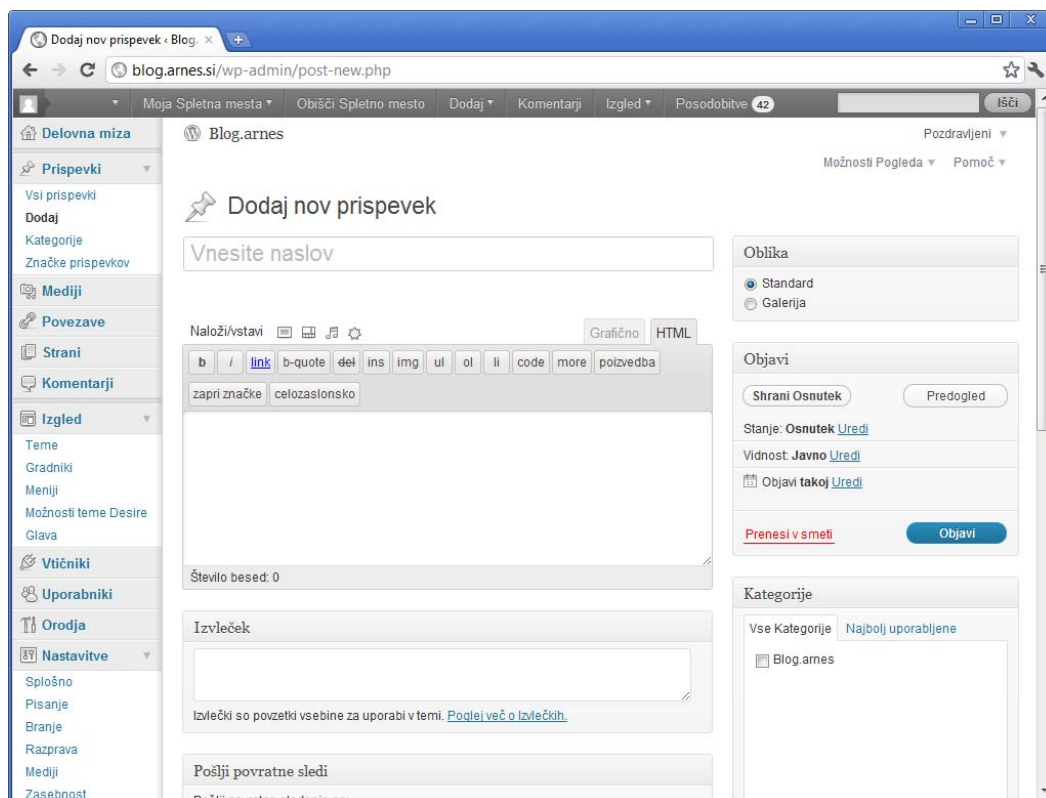 Dodaj nov prispevek ‹ Blog.
blog.arnes.si/wp-admin/post-new.php
Moja Spletna mesta Obišči Spletno mesto Dodaj Komentarji Izgled Posodobitve 42 Išči
Delovna miza
Prispevki
Vsi prispevki
Dodaj
Kategorije
Značke prispevkov
Mediji
Povezave
Strani
Komentarji
Izgled
Teme
Gradniki
Meniji
Možnosti teme Desire
Glava
Vtičniki
Uporabniki
Orodja
Nastavitve
Splošno
Pisanje
Branje
Razprava
Mediji
Zasebnost
Blog.arnes
Pozdravljeni
Možnosti Pogleda Pomoč
Dodaj nov prispevek
Vnesite naslov
Naloži/vstavi
Grafično HTML
b i link b-quote del ins img ul ol li code more poizvedba
zapri značke celozaslonsko
Število besed: 0
Izvleček
Izvlečki so povzetki vsebine za uporabi v temi. Poglej več o Izvlečkih.
Pošlji povratne sledi
Oblika
Standard
Galerija
Objavi
Shrani Osnutek Predogled
Stanje: Osnutek Uredi
Vidnost: Javno Uredi
Objavi takoj Uredi
Prenesi v smeti Objavi
Kategorije
Vse Kategorije Najbolj uporabljene
Blog.arnes